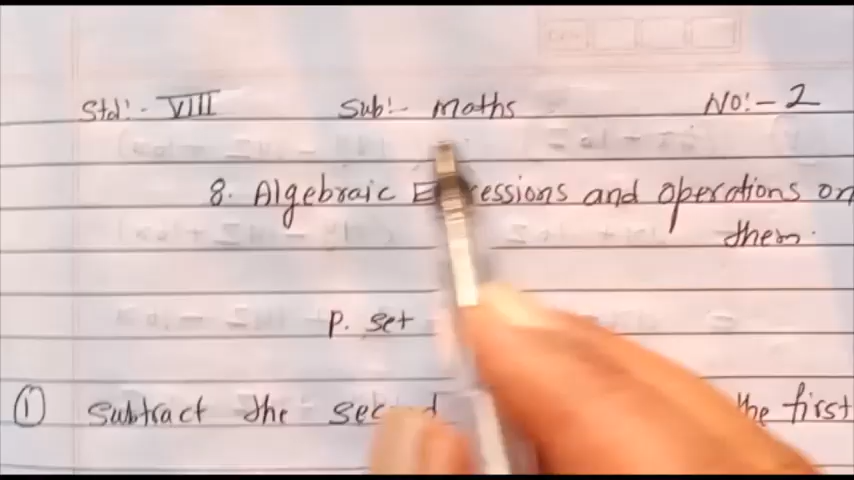 Std:- VIII Sub:- Maths No:- 2
8. Algebraic Expressions and operations on
them.
P. set
① Subtract the second the first